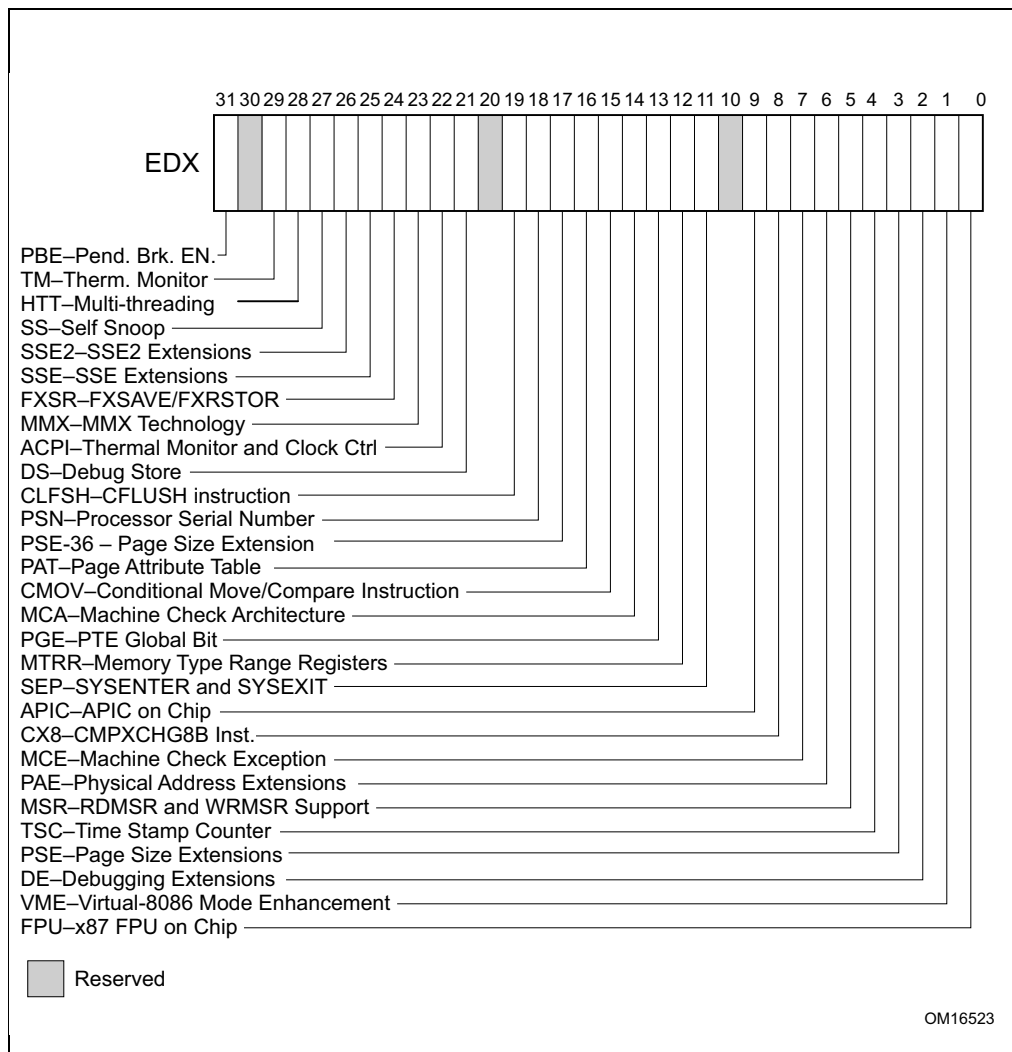 31 30 29 28 27 26 25 24 23 22 21 20 19 18 17 16 15 14 13 12 11 10 9 8 7 6 5 4 3 2 1 0
EDX
PBE–Pend. Brk. EN.
TM–Therm. Monitor
HTT–Multi-threading
SS–Self Snoop
SSE2–SSE2 Extensions
SSE–SSE Extensions
FXSR–FXSAVE/FXRSTOR
MMX–MMX Technology
ACPI–Thermal Monitor and Clock Ctrl
DS–Debug Store
CLFSH–CFLUSH instruction
PSN–Processor Serial Number
PSE-36 – Page Size Extension
PAT–Page Attribute Table
CMOV–Conditional Move/Compare Instruction
MCA–Machine Check Architecture
PGE–PTE Global Bit
MTRR–Memory Type Range Registers
SEP–SYSENTER and SYSEXIT
APIC–APIC on Chip
CX8–CMPXCHG8B Inst.
MCE–Machine Check Exception
PAE–Physical Address Extensions
MSR–RDMSR and WRMSR Support
TSC–Time Stamp Counter
PSE–Page Size Extensions
DE–Debugging Extensions
VME–Virtual-8086 Mode Enhancement
FPU–x87 FPU on Chip
Reserved
OM16523